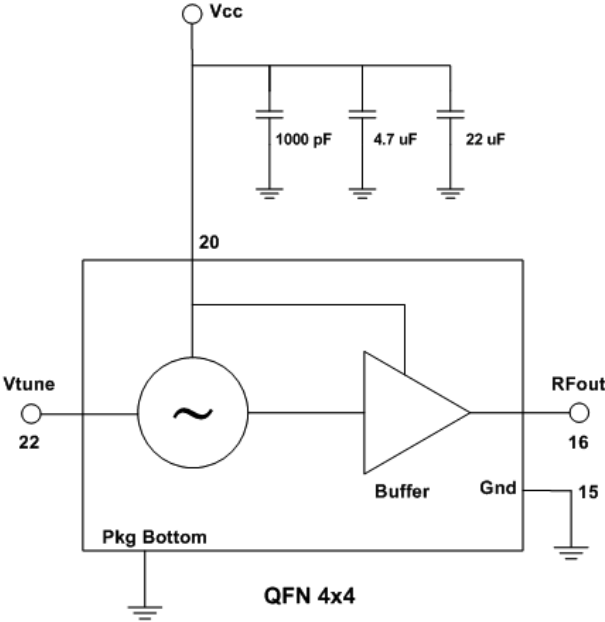 Vcc
1000 pF
4.7 uF
22 uF
20
Vtune
RFout
22
16
Buffer
Gnd
15
Pkg Bottom
QFN 4x4